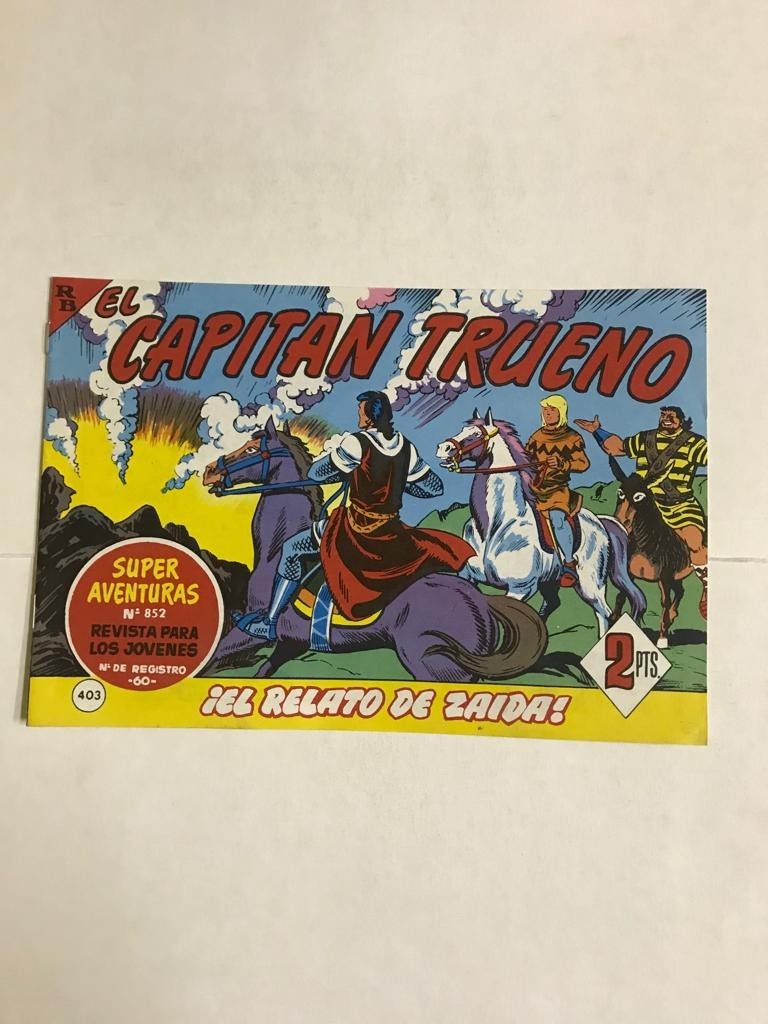 RB
EL
CAPITAN TRUENO
SUPER
AVENTURAS
Nº 852
REVISTA PARA
LOS JOVENES
Nº DE REGISTRO
-60-
2 PTS.
403
¡EL RELATO DE ZAIDA!